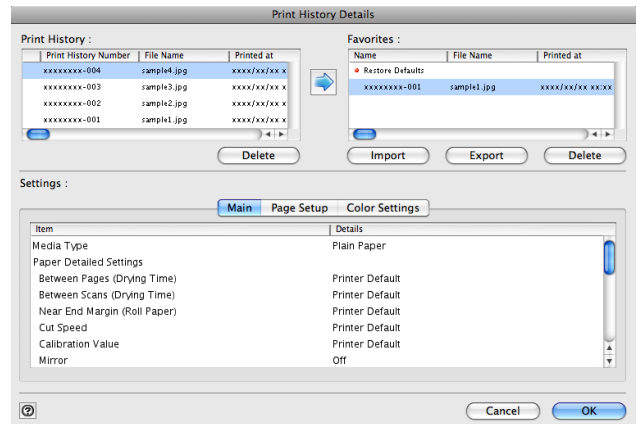 Print History Details
Print History :
Print History Number File Name Printed at
xxxxxxxx-004 sample4.jpg xxxx/xx/xx x
xxxxxxxx-003 sample3.jpg xxxx/xx/xx x
xxxxxxxx-002 sample2.jpg xxxx/xx/xx x
xxxxxxxx-001 sample1.jpg xxxx/xx/xx x
Delete
Favorites :
Name File Name Printed at
Restore Defaults
xxxxxxxx-001 sample1.jpg xxxx/xx/xx xx:xx
Import Export Delete
Settings :
Main Page Setup Color Settings
Item Details
Media Type Plain Paper
Paper Detailed Settings
Between Pages (Drying Time) Printer Default
Between Scans (Drying Time) Printer Default
Near End Margin (Roll Paper) Printer Default
Cut Speed Printer Default
Calibration Value Printer Default
Mirror Off
? Cancel OK